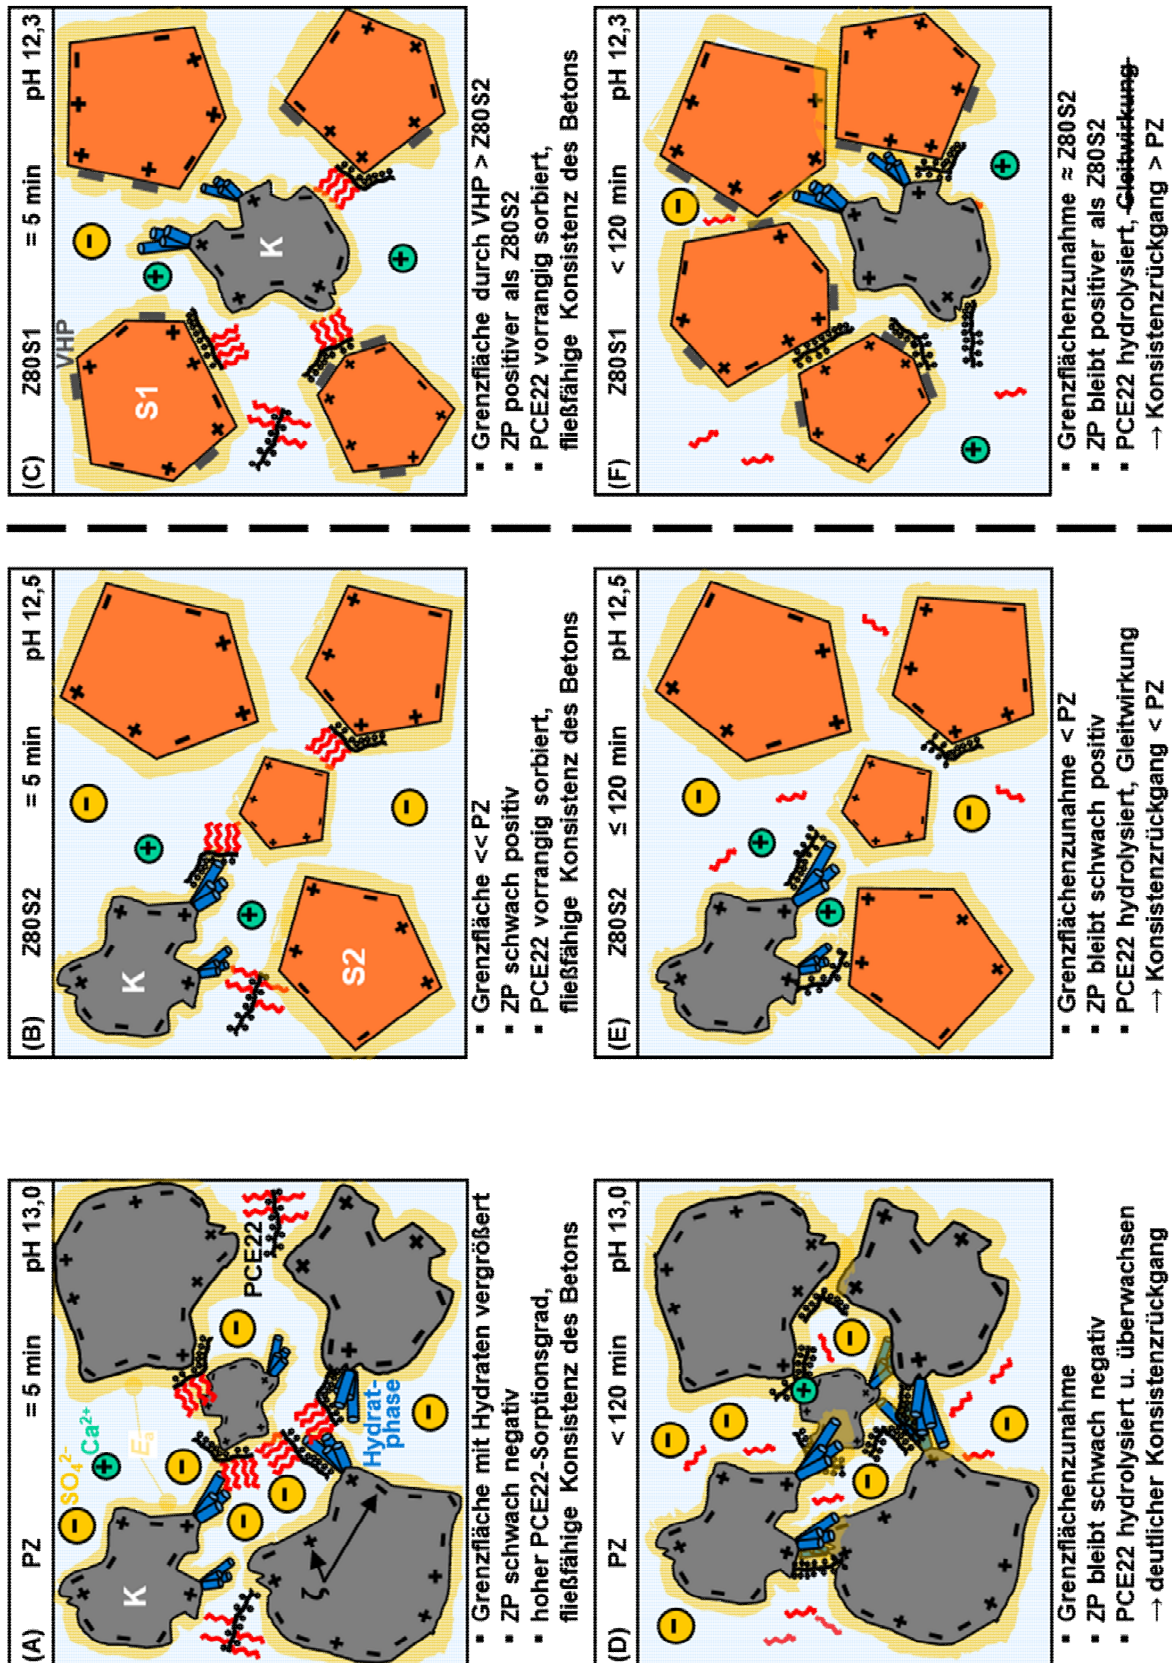 (A) PZ = 5 min pH 13,0
SO₄²⁻
Ca²⁺
Eₐ
K
PCE22
ζ
Hydrat-
phase
▪ Grenzfläche mit Hydraten vergrößert
▪ ZP schwach negativ
▪ hoher PCE22-Sorptionsgrad,
fließfähige Konsistenz des Betons
(B) Z80S2 = 5 min pH 12,5
K
S2
▪ Grenzfläche << PZ
▪ ZP schwach positiv
▪ PCE22 vorrangig sorbiert,
fließfähige Konsistenz des Betons
(C) Z80S1 = 5 min pH 12,3
VHP
S1
K
▪ Grenzfläche durch VHP > Z80S2
▪ ZP positiver als Z80S2
▪ PCE22 vorrangig sorbiert,
fließfähige Konsistenz des Betons
(D) PZ < 120 min pH 13,0
▪ Grenzflächenzunahme
▪ ZP bleibt schwach negativ
▪ PCE22 hydrolysiert u. überwachsen
→ deutlicher Konsistenzrückgang
(E) Z80S2 ≤ 120 min pH 12,5
▪ Grenzflächenzunahme < PZ
▪ ZP bleibt schwach positiv
▪ PCE22 hydrolysiert, Gleitwirkung
→ Konsistenzrückgang < PZ
(F) Z80S1 < 120 min pH 12,3
▪ Grenzflächenzunahme ≈ Z80S2
▪ ZP bleibt positiver als Z80S2
▪ PCE22 hydrolysiert, Gleitwirkung
→ Konsistenzrückgang > PZ